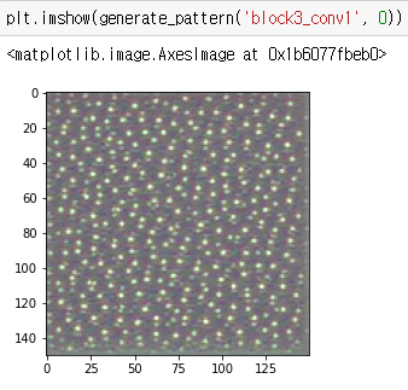 plt.imshow(generate_pattern('block3_conv1', 0))
<matplotlib.image.AxesImage at 0x1b6077fbeb0>
0
20
40
60
80
100
120
140
0 25 50 75 100 125